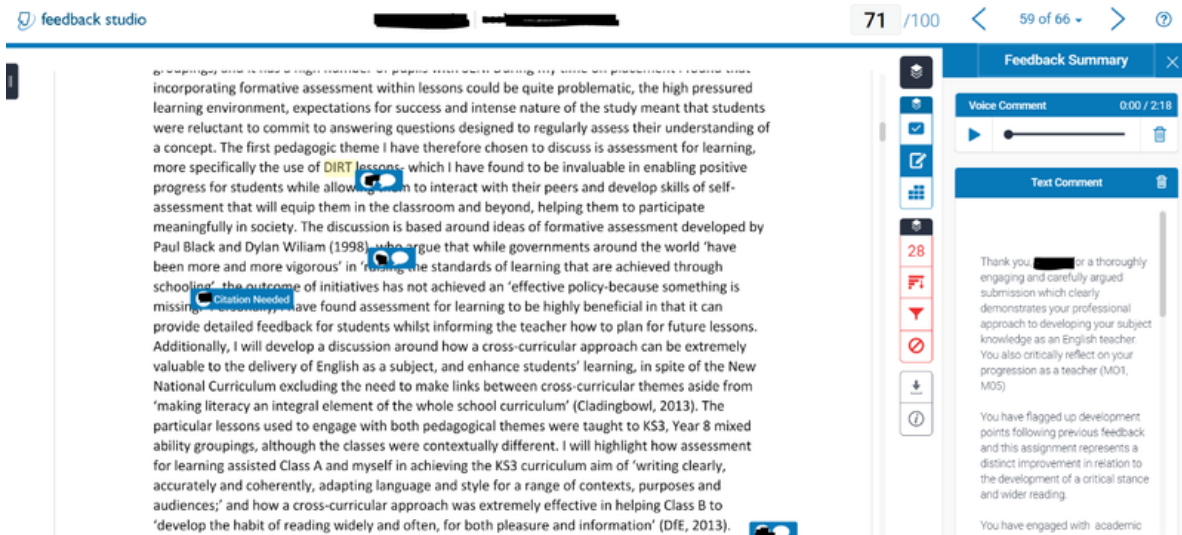 feedback studio
71 /100
59 of 66
groupings) and it has a high number of pupils with SEN. During my time on placement I found that
incorporating formative assessment within lessons could be quite problematic, the high pressured
learning environment, expectations for success and intense nature of the study meant that students
were reluctant to commit to answering questions designed to regularly assess their understanding of
a concept. The first pedagogic theme I have therefore chosen to discuss is assessment for learning,
more specifically the use of DIRT lessons- which I have found to be invaluable in enabling positive
progress for students while allowing them to interact with their peers and develop skills of self-
assessment that will equip them in the classroom and beyond, helping them to participate
meaningfully in society. The discussion is based around ideas of formative assessment developed by
Paul Black and Dylan Wiliam (1998), who argue that while governments around the world 'have
been more and more vigorous' in 'raising the standards of learning that are achieved through
schooling', the outcome of initiatives has not achieved an 'effective policy-because something is
Citation Needed
missing' Personally, I have found assessment for learning to be highly beneficial in that it can
provide detailed feedback for students whilst informing the teacher how to plan for future lessons.
Additionally, I will develop a discussion around how a cross-curricular approach can be extremely
valuable to the delivery of English as a subject, and enhance students' learning, in spite of the New
National Curriculum excluding the need to make links between cross-curricular themes aside from
'making literacy an integral element of the whole school curriculum' (Cladingbowl, 2013). The
particular lessons used to engage with both pedagogical themes were taught to KS3, Year 8 mixed
ability groupings, although the classes were contextually different. I will highlight how assessment
for learning assisted Class A and myself in achieving the KS3 curriculum aim of 'writing clearly,
accurately and coherently, adapting language and style for a range of contexts, purposes and
audiences;' and how a cross-curricular approach was extremely effective in helping Class B to
'develop the habit of reading widely and often, for both pleasure and information' (DfE, 2013).
28
Feedback Summary
Voice Comment 0:00 / 2:18
Text Comment
Thank you, or a thoroughly
engaging and carefully argued
submission which clearly
demonstrates your professional
approach to developing your subject
knowledge as an English teacher.
You also critically reflect on your
progression as a teacher (MO1,
M05)
You have flagged up development
points following previous feedback
and this assignment represents a
distinct improvement in relation to
the development of a critical stance
and wider reading.
You have engaged with academic